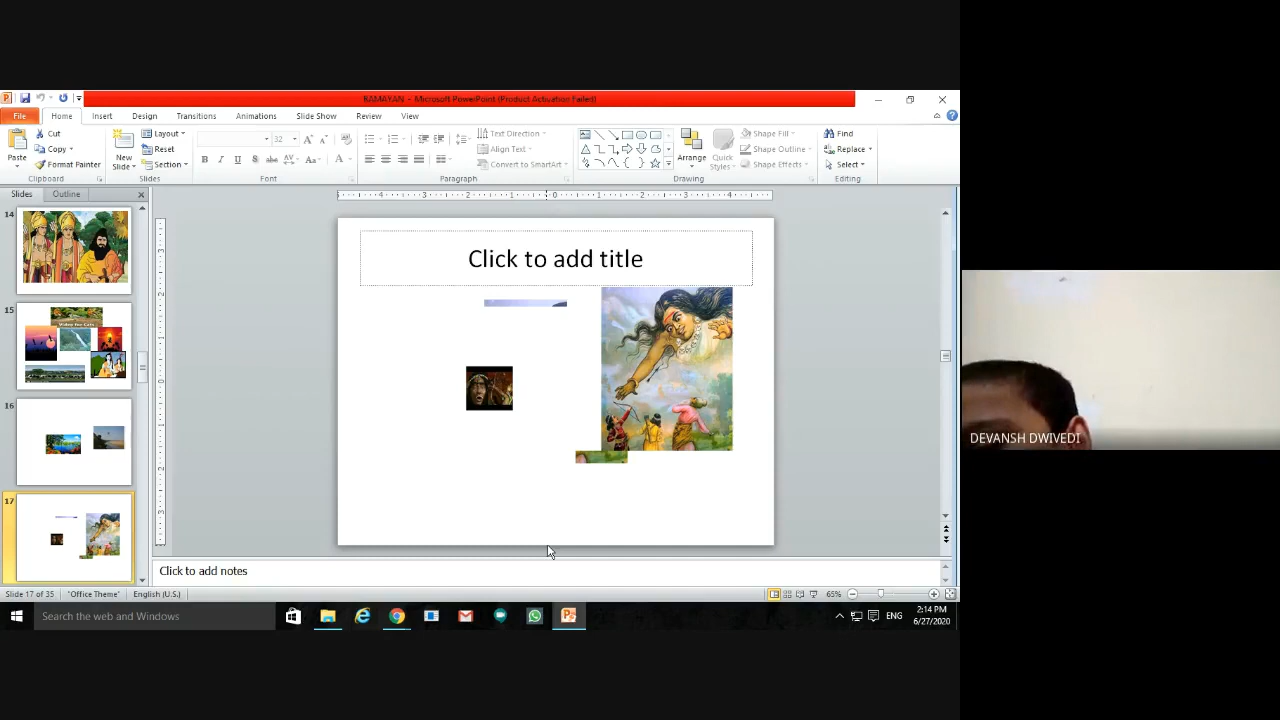 RAMAYAN - Microsoft PowerPoint (Product Activation Failed)
File Home Insert Design Transitions Animations Slide Show Review View
Paste
Cut
Copy
Format Painter
Clipboard
New
Slide
Layout
Reset
Section
Slides
32
Font
Text Direction
Align Text
Convert to SmartArt
Paragraph
Arrange
Quick
Styles
Shape Fill
Shape Outline
Shape Effects
Drawing
Find
Replace
Select
Editing
Slides Outline
14
15
16
17
Click to add title
Click to add notes
DEVANSH DWIVEDI
Slide 17 of 35 "Office Theme" English (U.S.) 65%
Search the web and Windows
ENG
2:14 PM
6/27/2020